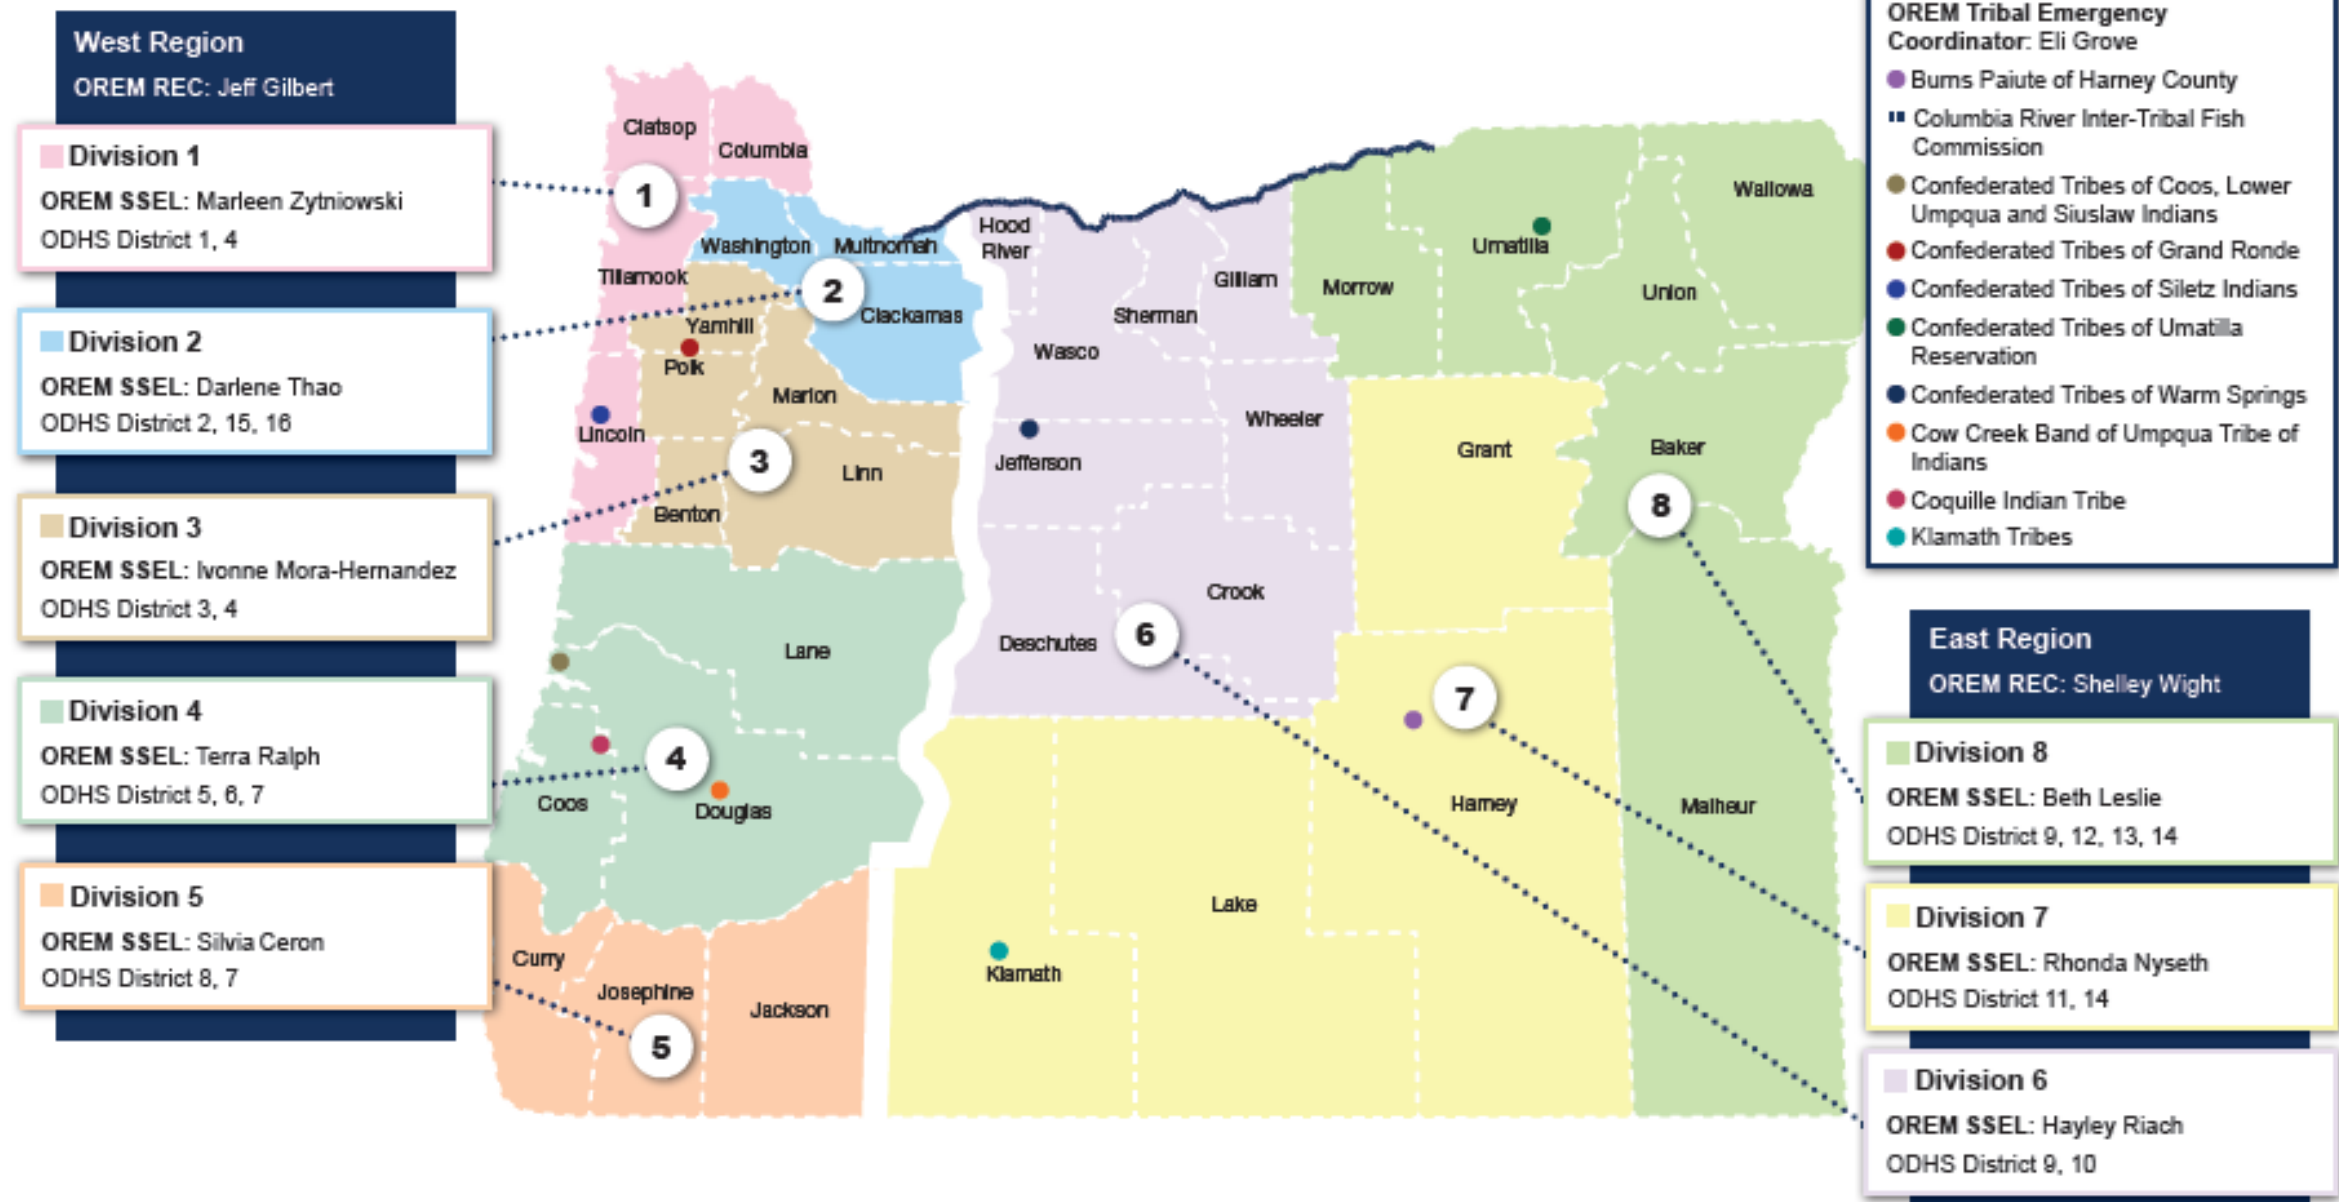 West Region
OREM REC: Jeff Gilbert
Division 1
OREM SSEL: Marleen Zytniowski
ODHS District 1, 4
Division 2
OREM SSEL: Darlene Thao
ODHS District 2, 15, 16
Division 3
OREM SSEL: Ivonne Mora-Hernandez
ODHS District 3, 4
Division 4
OREM SSEL: Terra Ralph
ODHS District 5, 6, 7
Division 5
OREM SSEL: Silvia Ceron
ODHS District 8, 7
Clatsop
Columbia
1
Washington
Multnomah
Tillamook
2
Clackamas
Yamhill
Polk
Marion
Lincoln
3
Linn
Benton
Lane
4
Coos
Douglas
Curry
Josephine
Jackson
5
Hood
River
Sherman
Gilliam
Wasco
Wheeler
Jefferson
Crook
Deschutes
6
Morrow
Umatilla
Union
Wallowa
Grant
Baker
8
7
Harney
Malheur
Lake
Klamath
OREM Tribal Emergency
Coordinator: Eli Grove
Burns Paiute of Harney County
Columbia River Inter-Tribal Fish
Commission
Confederated Tribes of Coos, Lower
Umpqua and Siuslaw Indians
Confederated Tribes of Grand Ronde
Confederated Tribes of Siletz Indians
Confederated Tribes of Umatilla
Reservation
Confederated Tribes of Warm Springs
Cow Creek Band of Umpqua Tribe of
Indians
Coquille Indian Tribe
Klamath Tribes
East Region
OREM REC: Shelley Wight
Division 8
OREM SSEL: Beth Leslie
ODHS District 9, 12, 13, 14
Division 7
OREM SSEL: Rhonda Nyseth
ODHS District 11, 14
Division 6
OREM SSEL: Hayley Riach
ODHS District 9, 10